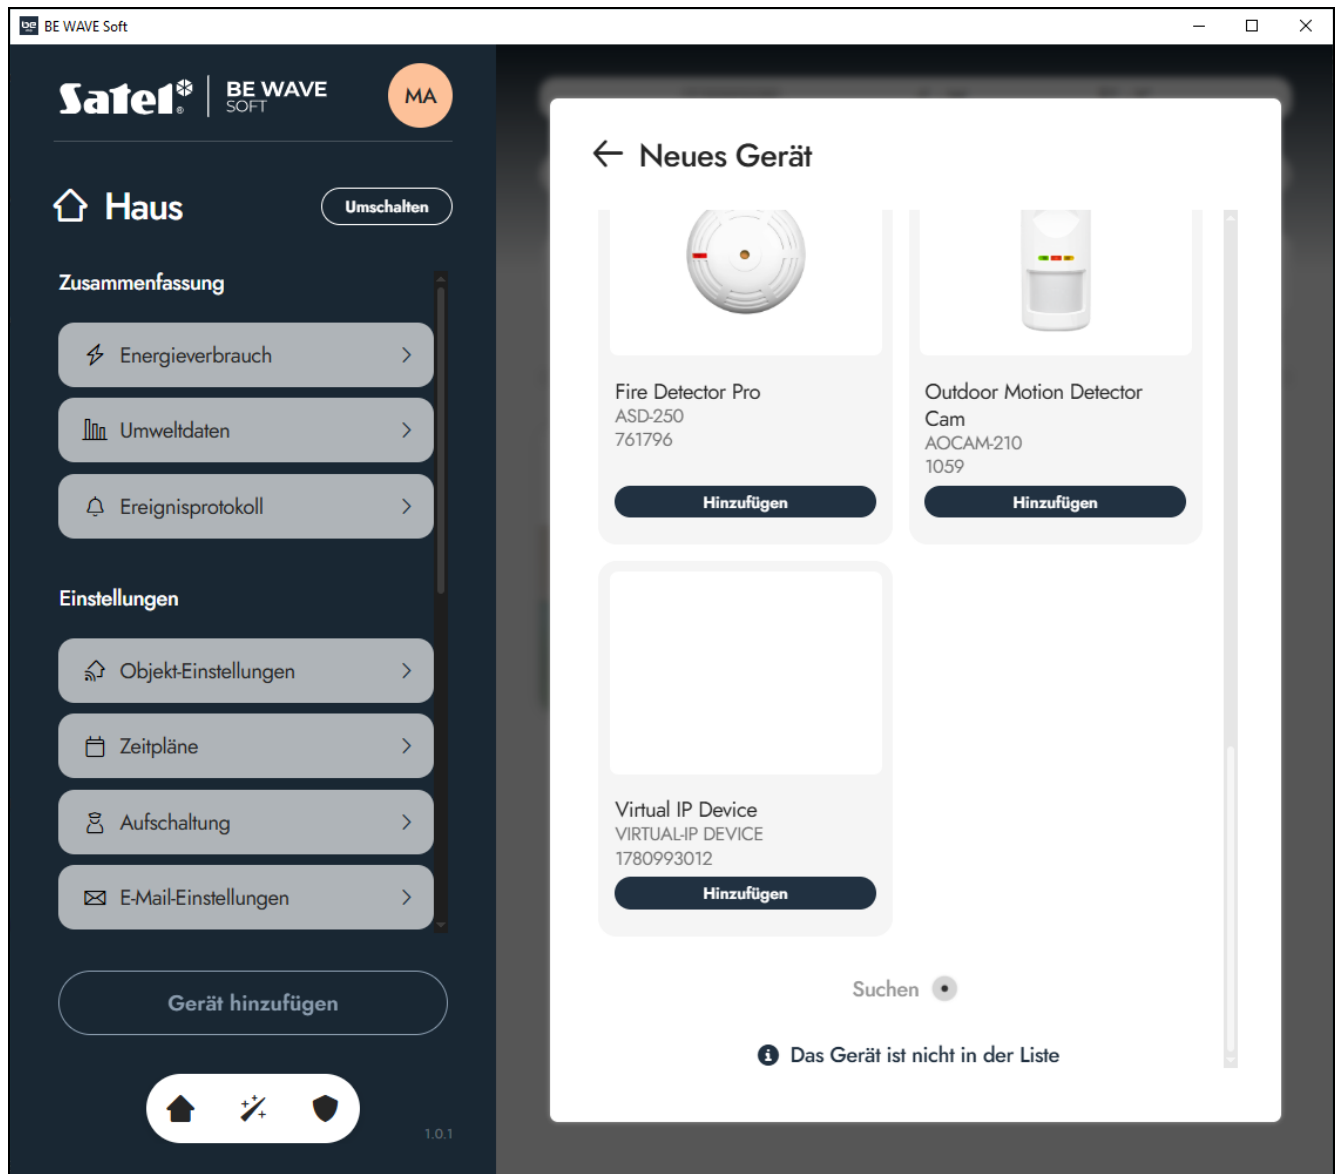 BE WAVE Soft
Satel
BE WAVE
SOFT
MA
Haus
Umschalten
Zusammenfassung
Energieverbrauch
Umweltdaten
Ereignisprotokoll
Einstellungen
Objekt-Einstellungen
Zeitpläne
Aufschaltung
E-Mail-Einstellungen
Gerät hinzufügen
1.0.1
Neues Gerät
Fire Detector Pro
ASD-250
761796
Hinzufügen
Outdoor Motion Detector
Cam
AOCAM-210
1059
Hinzufügen
Virtual IP Device
VIRTUAL-IP DEVICE
1780993012
Hinzufügen
Suchen
Das Gerät ist nicht in der Liste